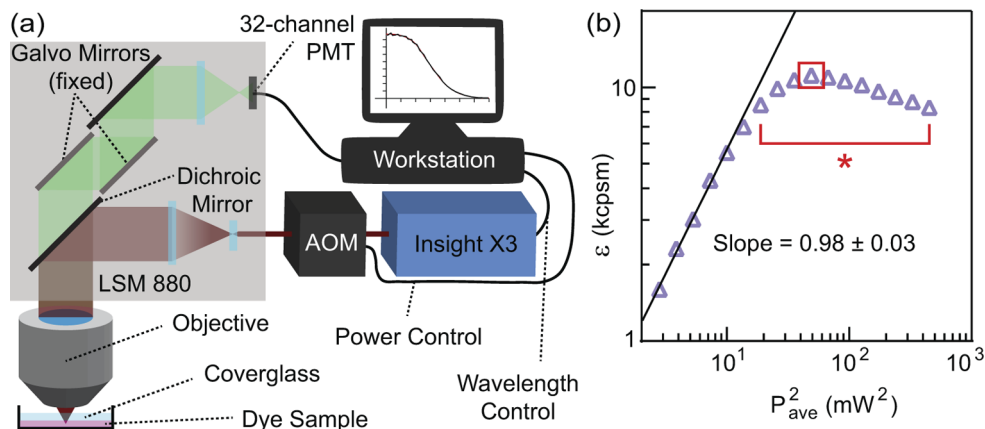 (a)
32-channel
PMT
Galvo Mirrors
(fixed)
Dichroic
Mirror
Workstation
AOM
Insight X3
LSM 880
Objective
Power Control
Coverglass
Wavelength
Control
Dye Sample
(b)
10
ε (kcpsm)
*
Slope = 0.98 ± 0.03
1
10¹ 10² 10³
P²ave (mW²)